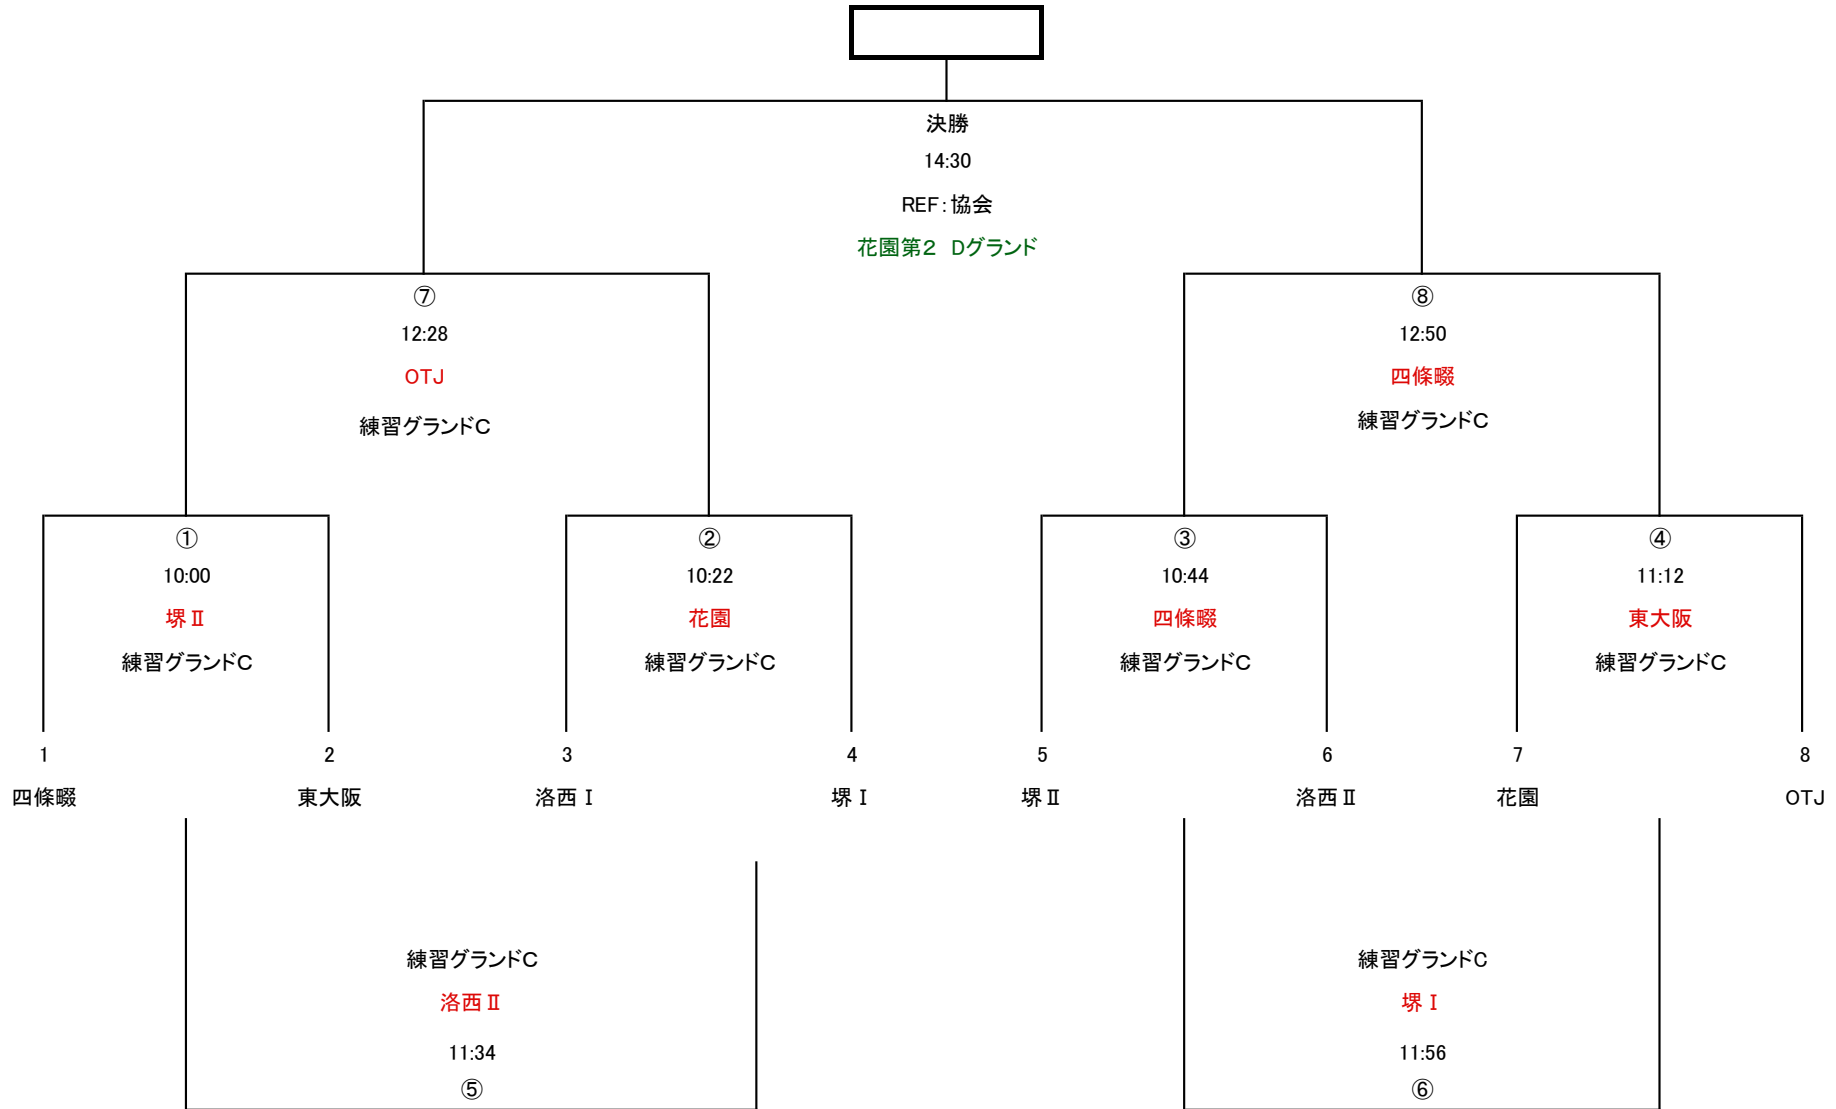 決勝
14:30
REF：協会
花園第２　Dグランド
⑦
12:28
OTJ
練習グランドC
⑧
12:50
四條畷
練習グランドC
①
10:00
堺Ⅱ
練習グランドC
②
10:22
花園
練習グランドC
③
10:44
四條畷
練習グランドC
④
11:12
東大阪
練習グランドC
1 2 3 4 5 6 7 8
四條畷 東大阪 洛西Ⅰ 堺Ⅰ 堺Ⅱ 洛西Ⅱ 花園 OTJ
練習グランドC
洛西Ⅱ
11:34
⑤
練習グランドC
堺Ⅰ
11:56
⑥